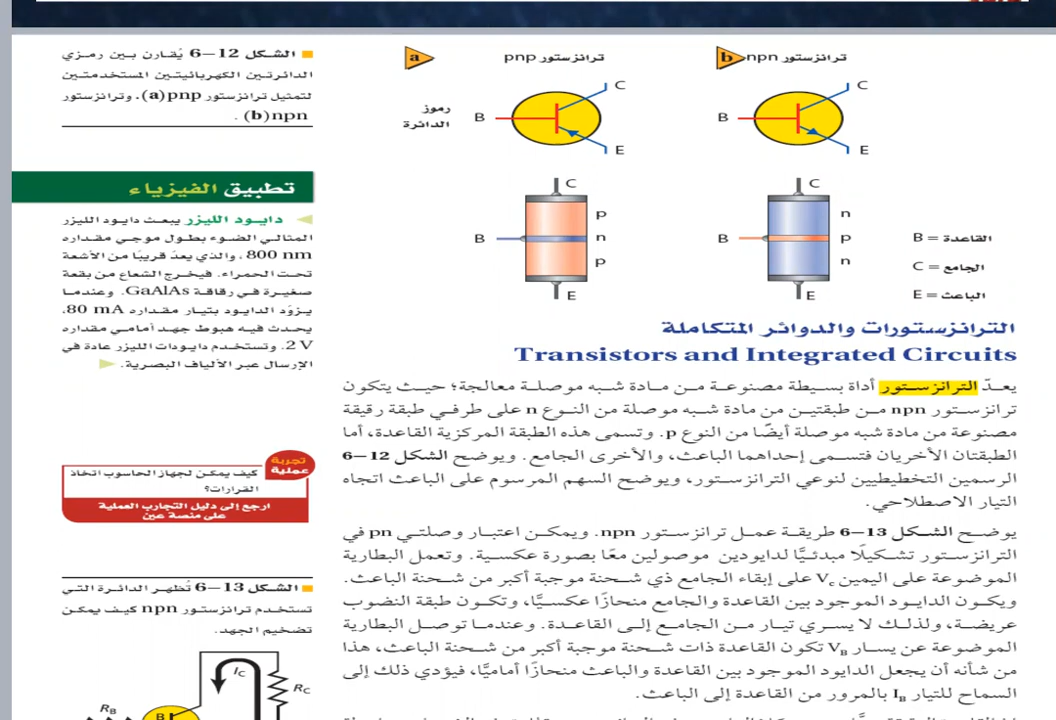 a
ترانزستور pnp
b
ترانزستور npn
C
B
E
رموز
الدائرة
C
B
E
C
p
B
n
p
E
C
n
B
p
n
E
القاعدة = B
الجامع = C
الباعث = E
الشكل 12–6 يُقارن بين رمزي
الدائرتين الكهربائيتين المستخدمتين
لتمثيل ترانزستور pnp (a)، وترانزستور
npn (b) .
تطبيق الفيزياء
دايود الليزر يبعث دايود الليزر
المثالي الضوء بطول موجي مقداره
800 nm، والذي يعدّ قريبًا من الأشعة
تحت الحمراء. فيخرج الشعاع من بقعة
صغيرة في رقاقة GaAlAs. وعندما
يزوّد الدايود بتيار مقداره 80 mA،
يحدث فيه هبوط جهد أمامي مقداره
2 V. وتستخدم دايودات الليزر عادة في
الإرسال عبر الألياف البصرية.
الترانزستورات والدوائر المتكاملة
Transistors and Integrated Circuits
يعدّ الترانزستور أداة بسيطة مصنوعة من مادة شبه موصلة معالجة؛ حيث يتكون
ترانزستور npn من طبقتين من مادة شبه موصلة من النوع n على طرفي طبقة رقيقة
مصنوعة من مادة شبه موصلة أيضًا من النوع p. وتسمى هذه الطبقة المركزية القاعدة، أما
الطبقتان الأخريان فتسمى إحداهما الباعث، والأخرى الجامع. ويوضح الشكل 12–6
الرسمين التخطيطيين لنوعي الترانزستور، ويوضح السهم المرسوم على الباعث اتجاه
التيار الاصطلاحي.
يوضح الشكل 13–6 طريقة عمل ترانزستور npn. ويمكن اعتبار وصلتي pn في
الترانزستور تشكيلًا مبدئيًّا لدايودين موصولين معًا بصورة عكسية. وتعمل البطارية
الموضوعة على اليمين VC على إبقاء الجامع ذي شحنة موجبة أكبر من شحنة الباعث.
ويكون الدايود الموجود بين القاعدة والجامع منحازًا عكسيًّا، وتكون طبقة النضوب
عريضة، ولذلك لا يسري تيار من الجامع إلى القاعدة. وعندما توصل البطارية
الموضوعة عن يسار VB تكون القاعدة ذات شحنة موجبة أكبر من شحنة الباعث، هذا
من شأنه أن يجعل الدايود الموجود بين القاعدة والباعث منحازًا أماميًّا، فيؤدي ذلك إلى
السماح للتيار IB بالمرور من القاعدة إلى الباعث.
تجربة
عملية
كيف يمكن لجهاز الحاسوب اتخاذ
القرارات؟
ارجع إلى دليل التجارب العملية
على منصة عين
الشكل 13–6 تُظهر الدائرة التي
تستخدم ترانزستور npn كيف يمكن
تضخيم الجهد.
IC
RC
RB
B